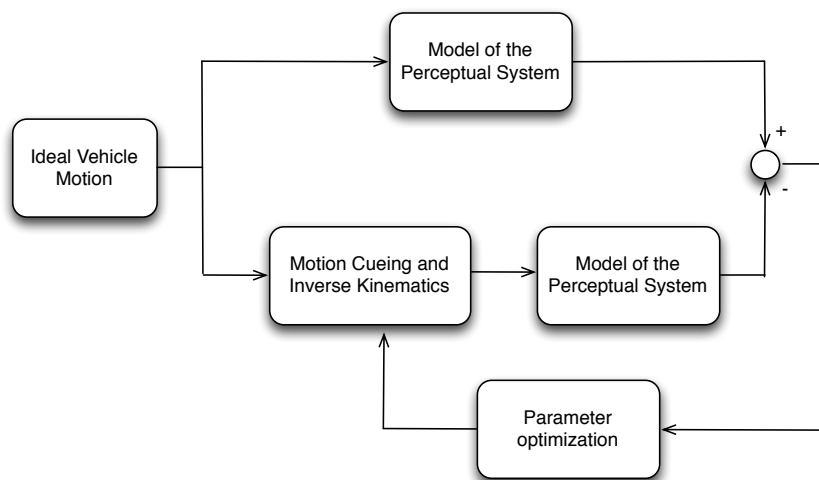 Model of the
Perceptual System
Ideal Vehicle
Motion
+
-
Motion Cueing and
Inverse Kinematics
Model of the
Perceptual System
Parameter
optimization